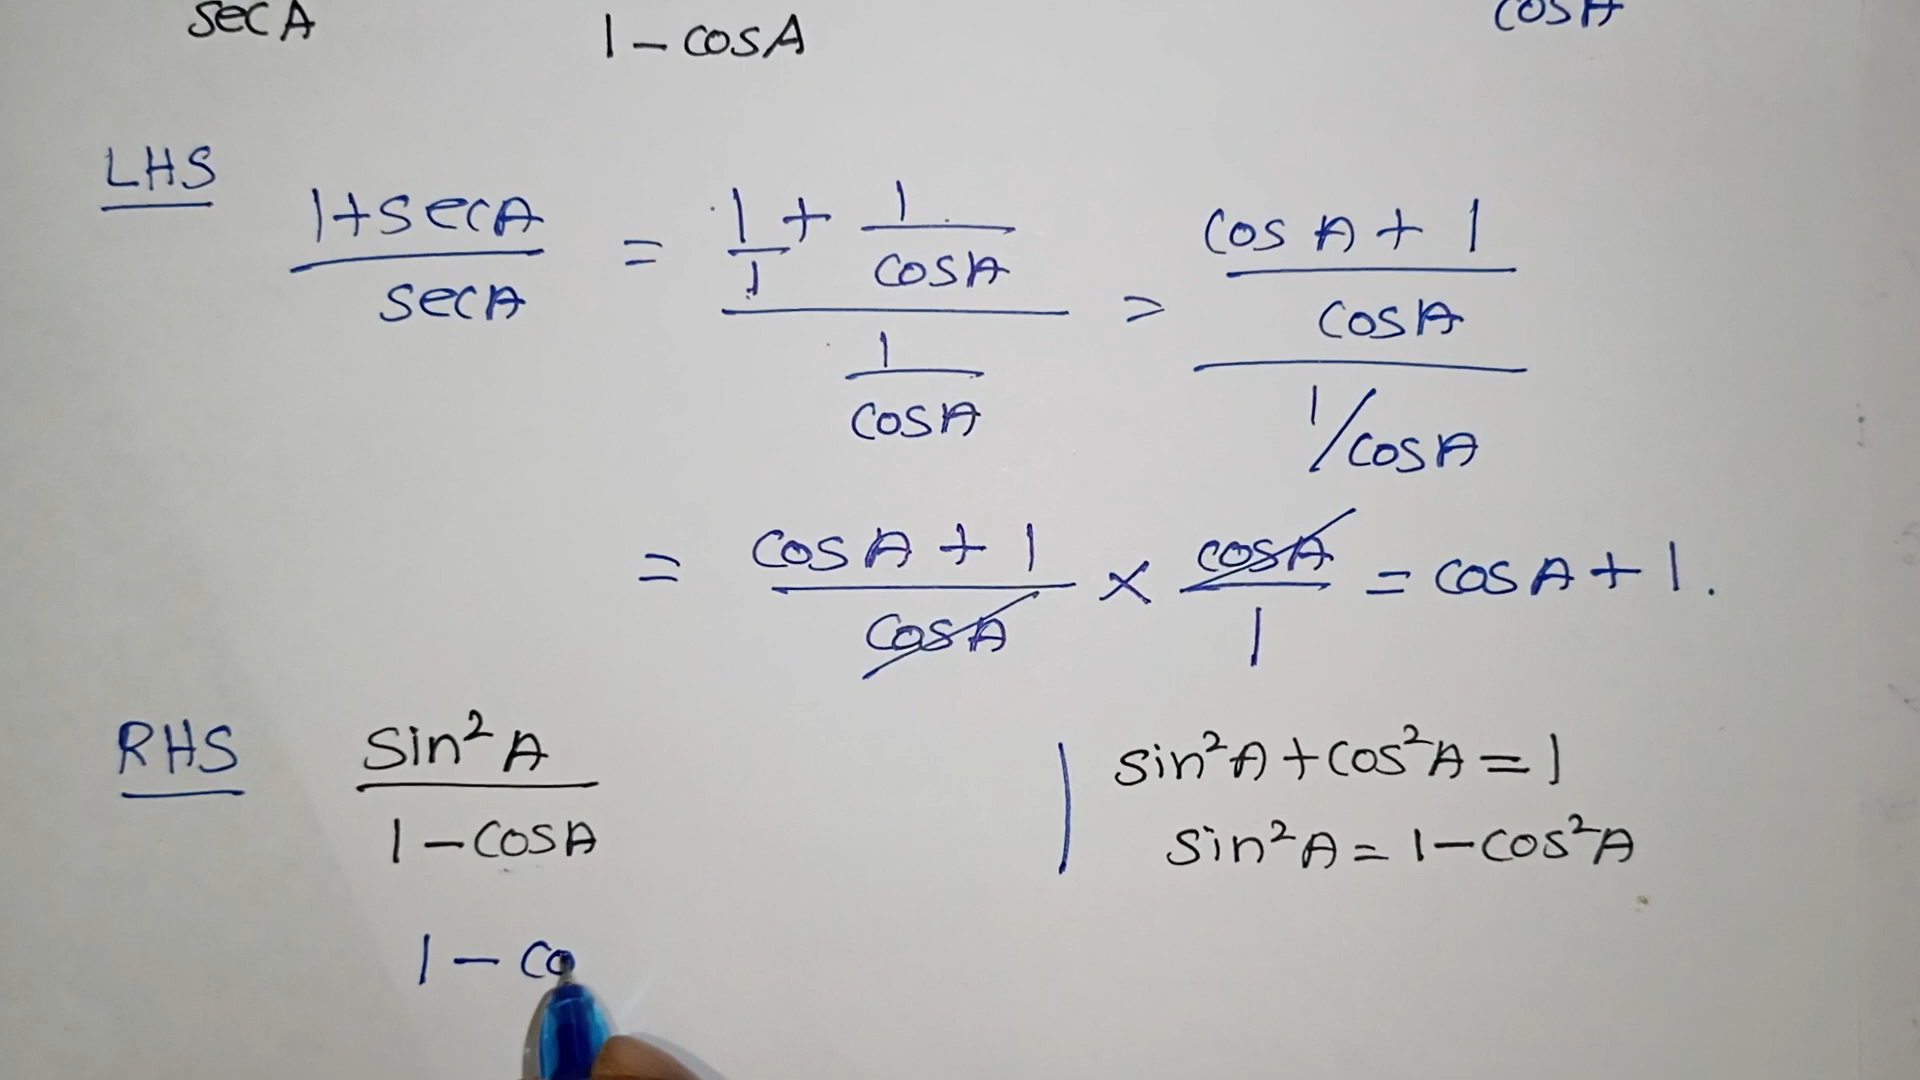 secA 1-cosA cosA
LHS
1+secA / secA = (1/1 + 1/cosA) / (1/cosA) = ((cosA+1)/cosA) / (1/cosA)
= (cosA+1)/cosA × cosA/1 = cosA+1.
RHS sin²A / (1-cosA) | sin²A+cos²A=1
sin²A=1-cos²A
1-co